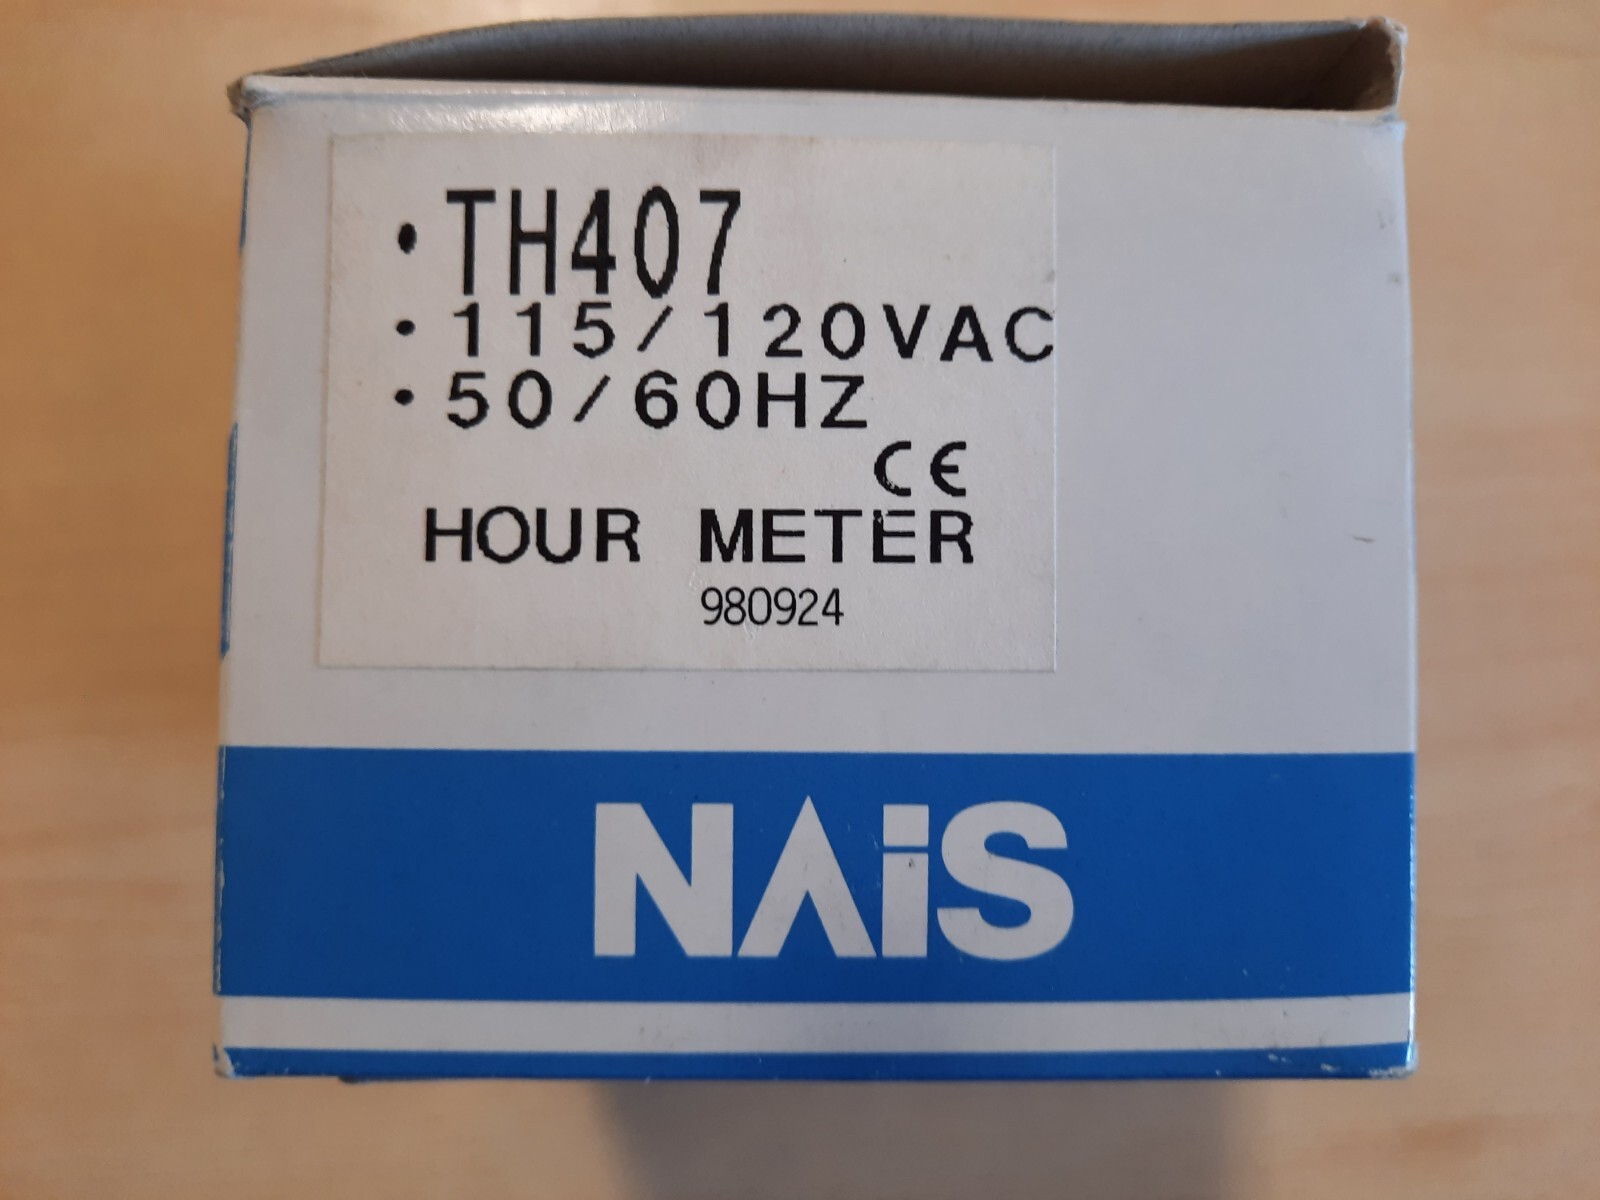 · TH407
· 115/120VAC
· 50/60HZ
CE
HOUR METER
980924
NAiS